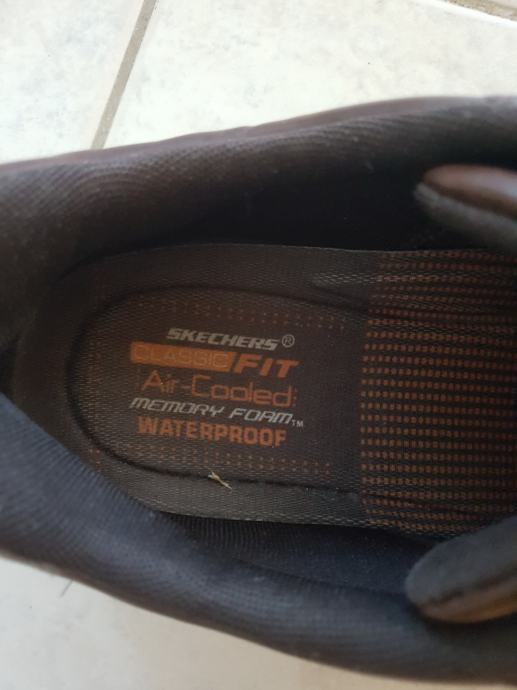 SKECHERS®
CLASSIC FIT
Air-Cooled
MEMORY FOAM™
WATERPROOF